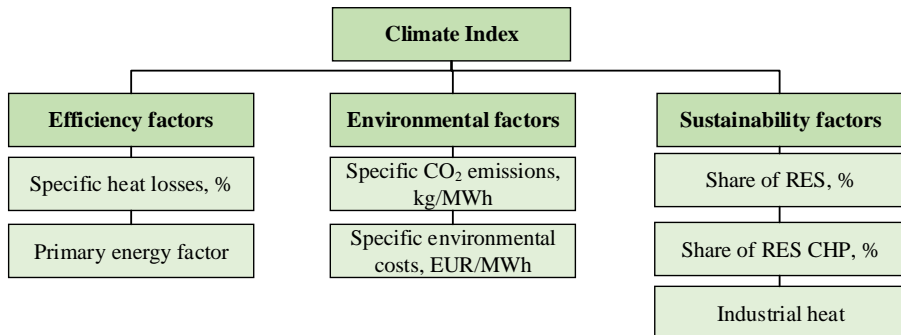 Climate Index
Efficiency factors
Specific heat losses, %
Primary energy factor
Environmental factors
Specific CO₂ emissions,
kg/MWh
Specific environmental
costs, EUR/MWh
Sustainability factors
Share of RES, %
Share of RES CHP, %
Industrial heat